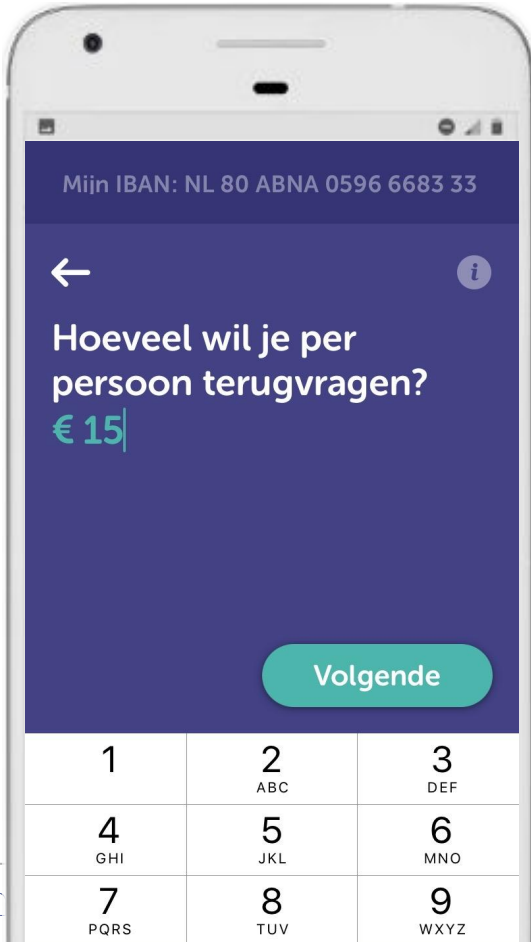 Mijn IBAN: NL 80 ABNA 0596 6683 33
Hoeveel wil je per
persoon terugvragen?
€ 15
Volgende
1 2 3
ABC DEF
4 5 6
GHI JKL MNO
7 8 9
PQRS TUV WXYZ